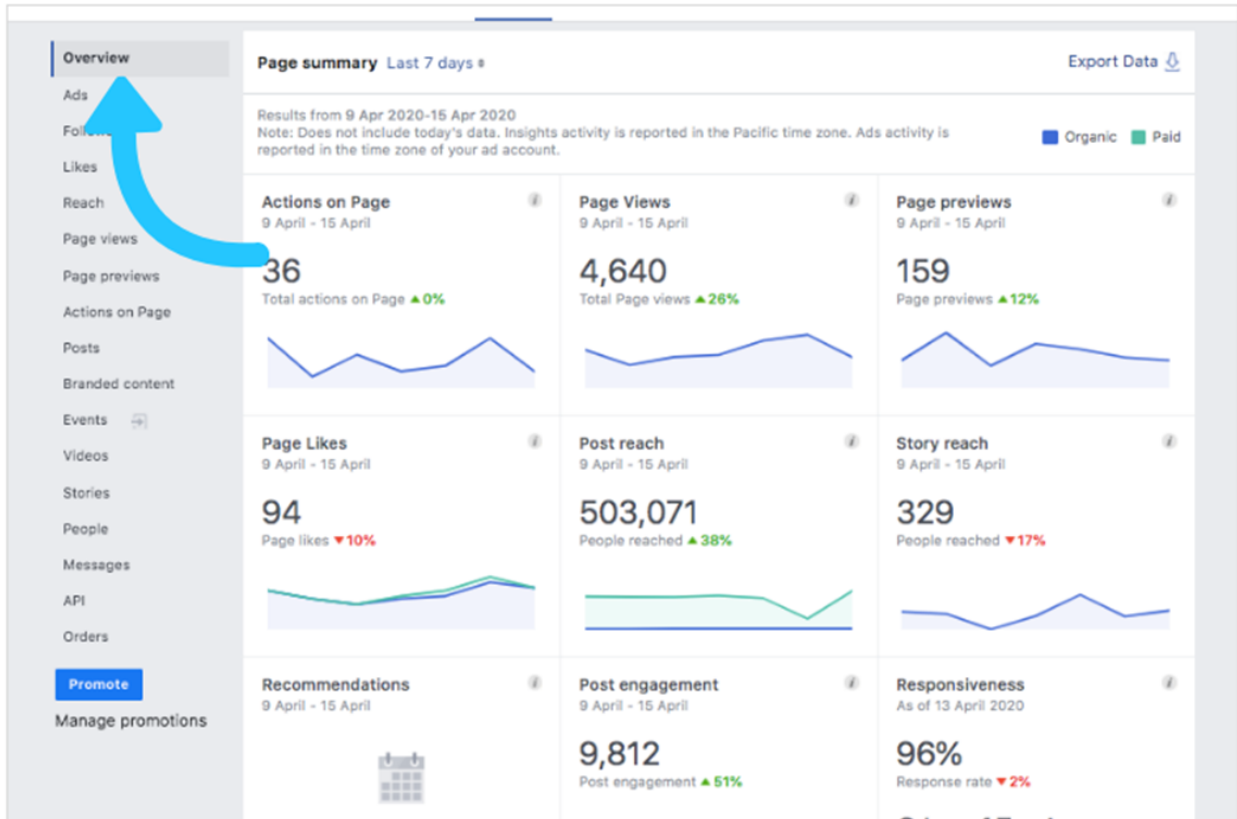 Overview
Ads
Likes
Reach
Page views
Page previews
Actions on Page
Posts
Branded content
Events
Videos
Stories
People
Messages
API
Orders
Promote
Manage promotions
Page summary Last 7 days
Export Data
Results from 9 Apr 2020-15 Apr 2020
Note: Does not include today's data. Insights activity is reported in the Pacific time zone. Ads activity is
reported in the time zone of your ad account.
Organic Paid
Actions on Page
9 April - 15 April
36
Total actions on Page ▲0%
Page Views
9 April - 15 April
4,640
Total Page views ▲26%
Page previews
9 April - 15 April
159
Page previews ▲12%
Page Likes
9 April - 15 April
94
Page likes ▼10%
Post reach
9 April - 15 April
503,071
People reached ▲38%
Story reach
9 April - 15 April
329
People reached ▼17%
Recommendations
9 April - 15 April
Post engagement
9 April - 15 April
9,812
Post engagement ▲51%
Responsiveness
As of 13 April 2020
96%
Response rate ▼2%